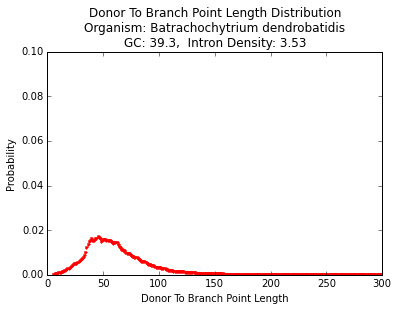 Donor To Branch Point Length Distribution
Organism: Batrachochytrium dendrobatidis
GC: 39.3,  Intron Density: 3.53
0.10
0.08
0.06
0.04
0.02
0.00
Probability
0 50 100 150 200 250 300
Donor To Branch Point Length